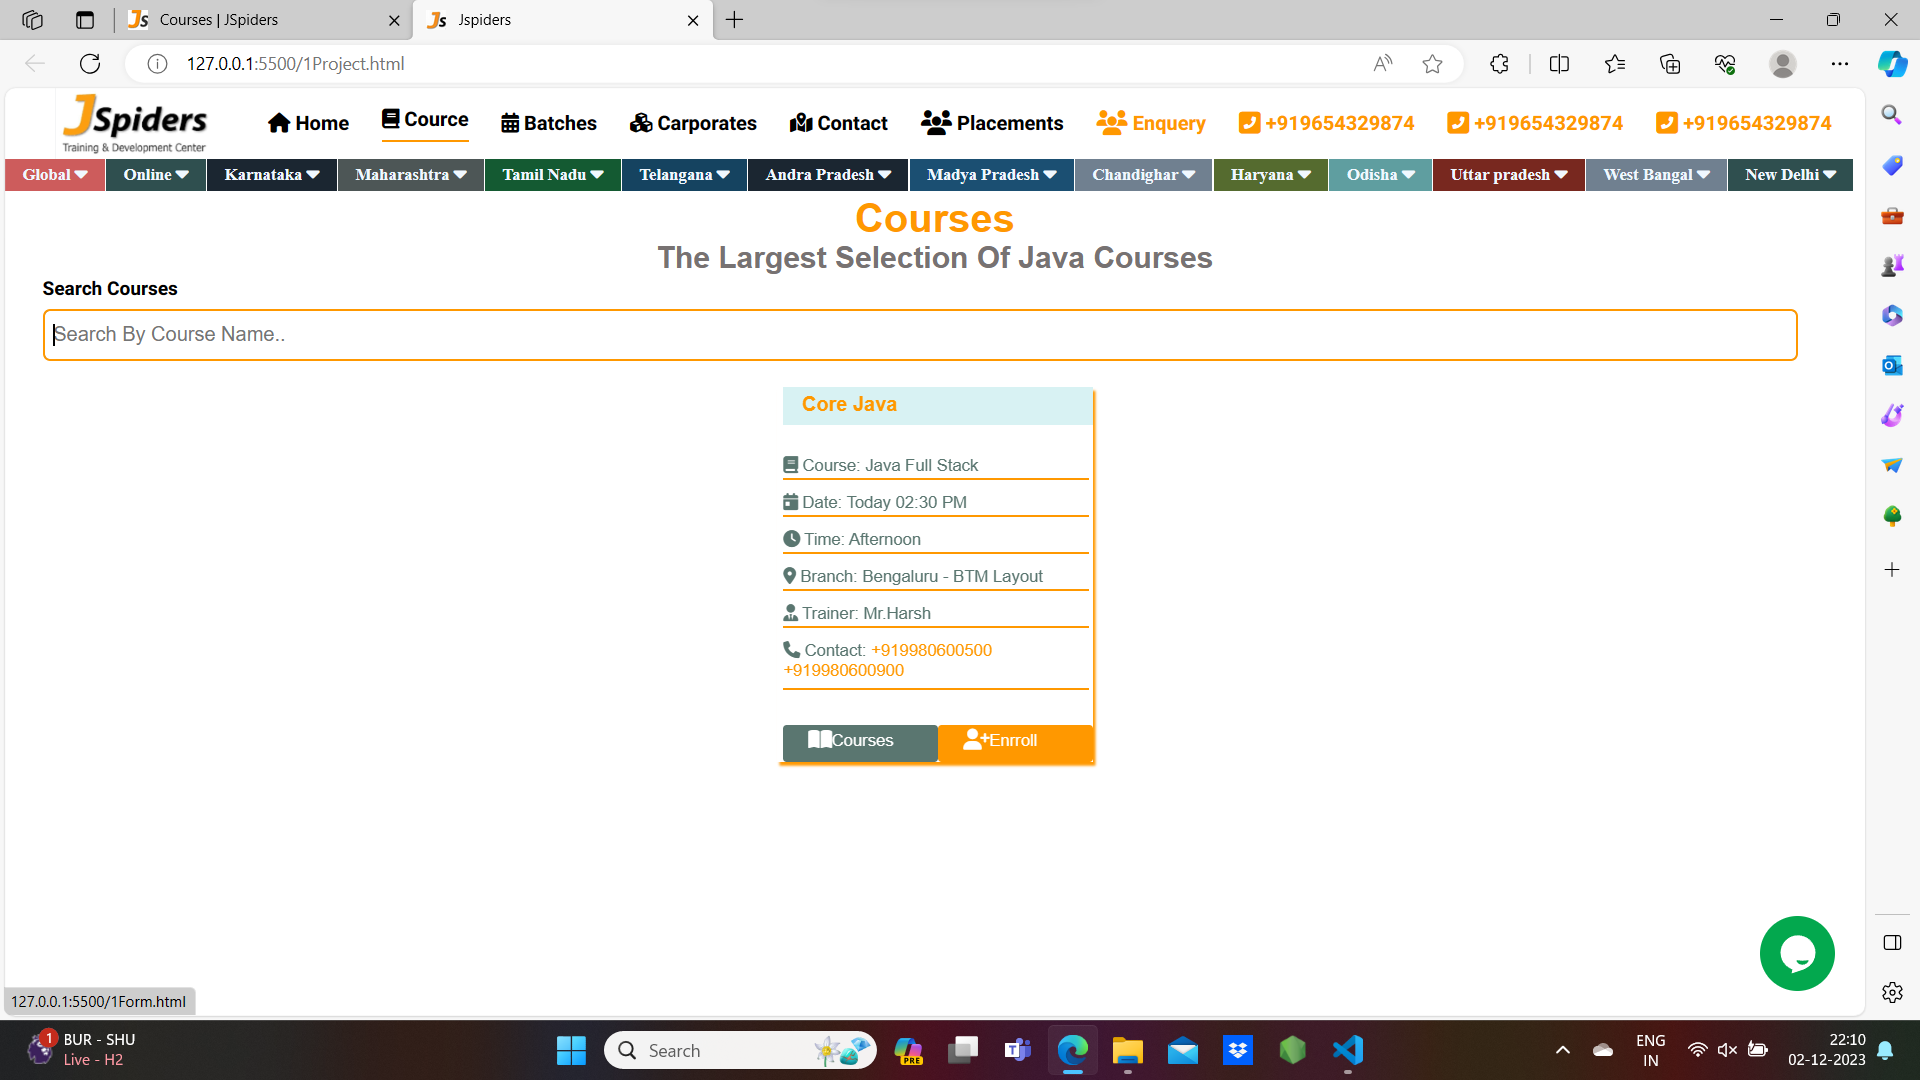 Courses | JSpiders
Jspiders
127.0.0.1:5500/1Project.html
JSpiders
Training & Development Center
Home
Cource
Batches
Carporates
Contact
Placements
Enquery
+919654329874
+919654329874
+919654329874
Global
Online
Karnataka
Maharashtra
Tamil Nadu
Telangana
Andra Pradesh
Madya Pradesh
Chandighar
Haryana
Odisha
Uttar pradesh
West Bangal
New Delhi
Courses
The Largest Selection Of Java Courses
Search Courses
Search By Course Name..
Core Java
Course: Java Full Stack
Date: Today 02:30 PM
Time: Afternoon
Branch: Bengaluru - BTM Layout
Trainer: Mr.Harsh
Contact: +919980600500
+919980600900
Courses
Enrroll
127.0.0.1:5500/1Form.html
1
BUR - SHU
Live - H2
Search
PRE
ENG
IN
22:10
02-12-2023